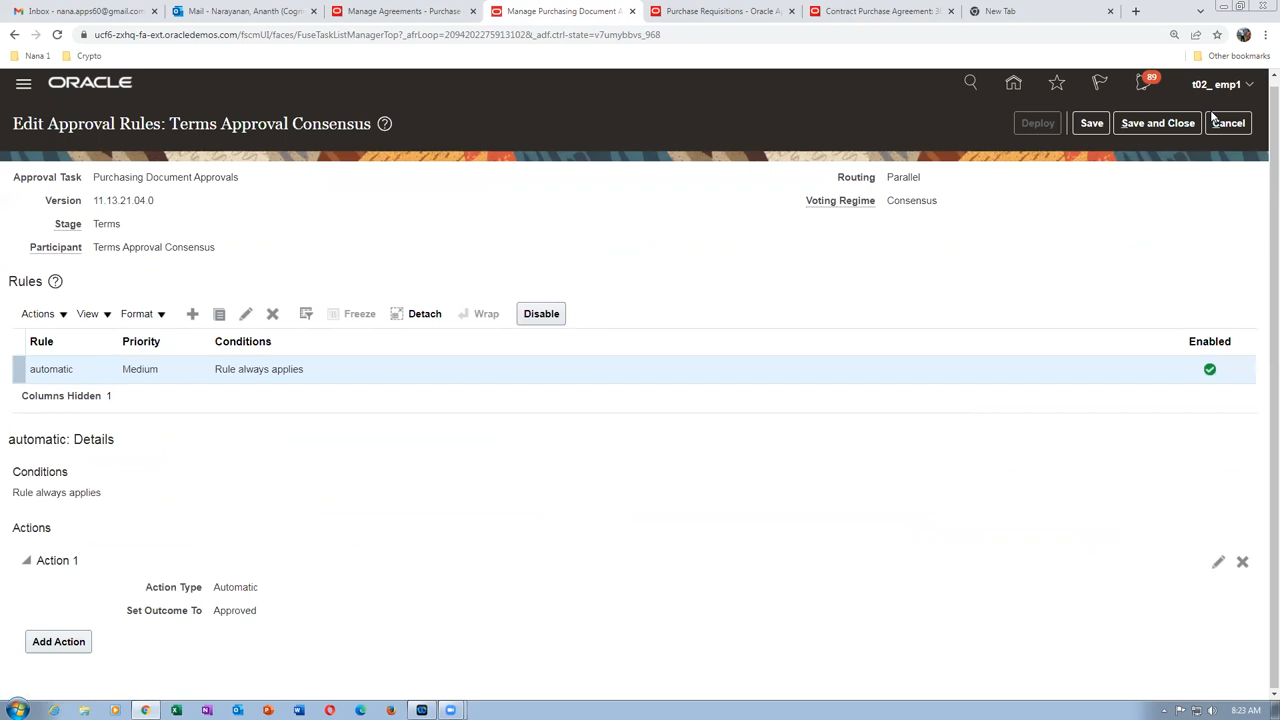 Inbox - nana.apps60@gmail.com
Mail - Narayanan, Ananth (Cogn
Manage Agreements - Purchase
Manage Purchasing Document A
Purchase Requisitions - Oracle A
Contract Purchase Agreement: 3
New Tab
ucf6-zxhq-fa-ext.oracledemos.com/fscmUI/faces/FuseTaskListManagerTop?_afrLoop=20942022759131028&_adf.ctrl-state=v7umybbvs_968
Nana 1
Crypto
Other bookmarks
ORACLE
89
t02_ emp1
Edit Approval Rules: Terms Approval Consensus
Deploy
Save
Save and Close
Cancel
Approval Task Purchasing Document Approvals
Routing Parallel
Version 11.13.21.04.0
Voting Regime Consensus
Stage Terms
Participant Terms Approval Consensus
Rules
Actions View Format Freeze Detach Wrap Disable
Rule Priority Conditions Enabled
automatic Medium Rule always applies
Columns Hidden 1
automatic: Details
Conditions
Rule always applies
Actions
Action 1
Action Type Automatic
Set Outcome To Approved
Add Action
8:23 AM